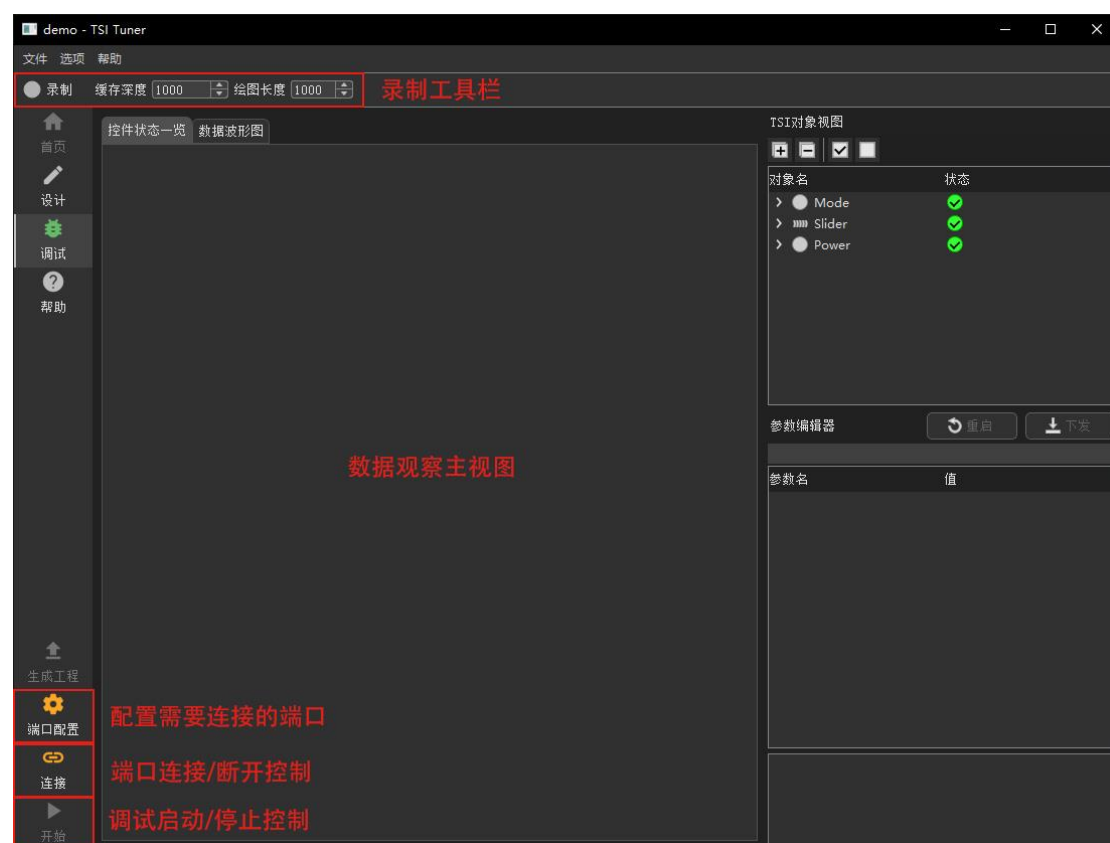 demo - TSI Tuner
文件 选项 帮助
录制 缓存深度 1000 绘图长度 1000 录制工具栏
首页
设计
调试
帮助
控件状态一览 数据波形图
数据观察主视图
TSI对象视图
对象名 状态
Mode
Slider
Power
参数编辑器 重启 下发
参数名 值
生成工程
端口配置 配置需要连接的端口
连接 端口连接/断开控制
开始 调试启动/停止控制